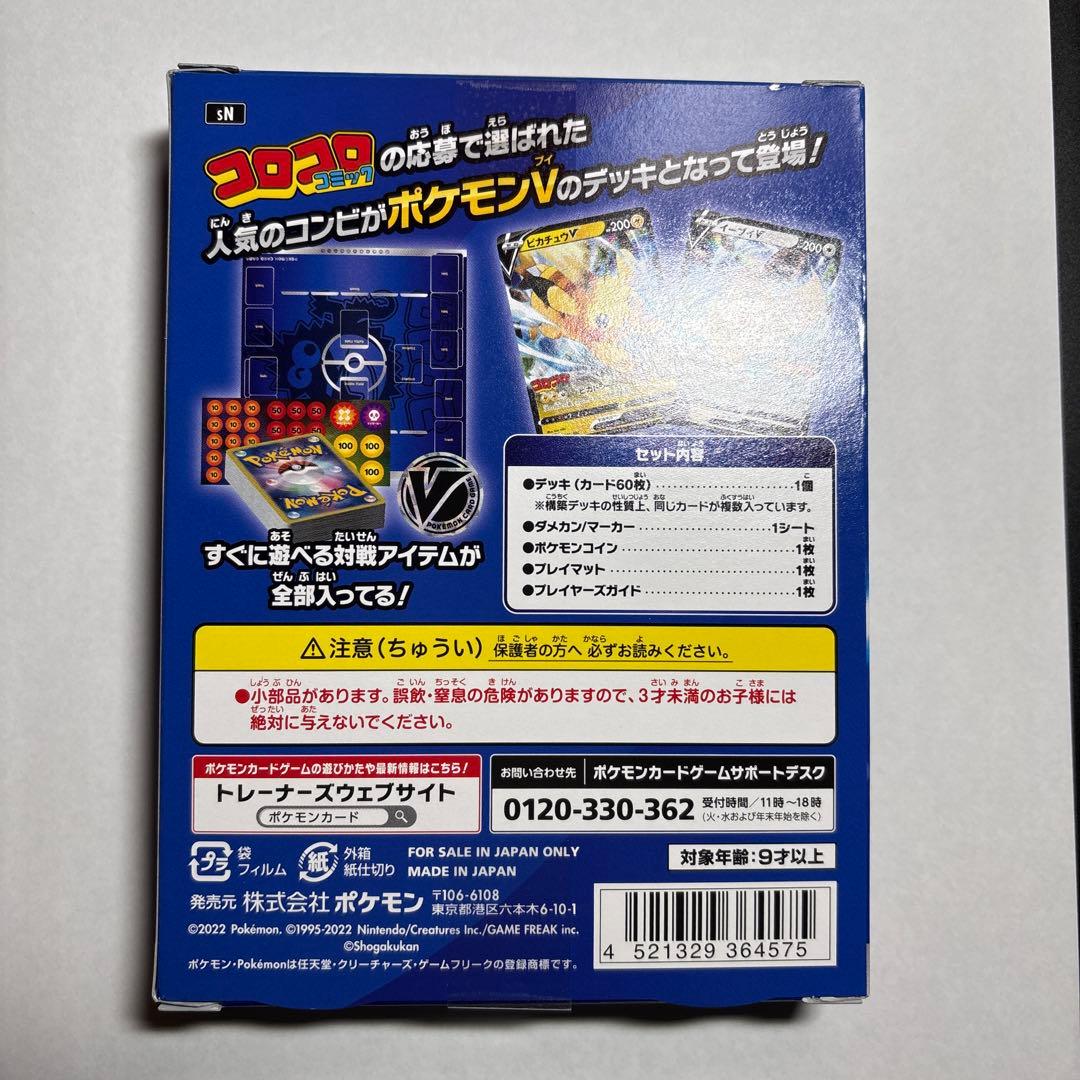 sN
コロコロコミックの応募で選ばれた
人気のコンビがポケモンVのデッキとなって登場!
ピカチュウV
200
イーブイV
200
コロコロ
10
50
100
POKÉMON
POKÉMON
V
POKÉMON CARD GAME
すぐに遊べる対戦アイテムが
全部入ってる!
セット内容
●デッキ(カード60枚)‥‥‥‥‥1個
※構築デッキの性質上、同じカードが複数入っています。
●ダメカン/マーカー‥‥‥‥‥1シート
●ポケモンコイン‥‥‥‥‥1枚
●プレイマット‥‥‥‥‥1枚
●プレイヤーズガイド‥‥‥‥‥1枚
⚠注意(ちゅうい) 保護者の方へ 必ずお読みください。
●小部品があります。誤飲・窒息の危険がありますので、3才未満のお子様には
絶対に与えないでください。
ポケモンカードゲームの遊びかたや最新情報はこちら!
トレーナーズウェブサイト
ポケモンカード
お問い合わせ先 ポケモンカードゲームサポートデスク
0120-330-362 受付時間/11時〜18時
(火・水および年末年始を除く)
プラ 袋
フィルム
紙 外箱
紙仕切り
FOR SALE IN JAPAN ONLY
MADE IN JAPAN
対象年齢:9才以上
発売元 株式会社 ポケモン 〒106-6108
東京都港区六本木6-10-1
©2022 Pokémon. ©1995-2022 Nintendo/Creatures Inc./GAME FREAK inc.
©Shogakukan
ポケモン・Pokémonは任天堂・クリーチャーズ・ゲームフリークの登録商標です。
4 521329 364575